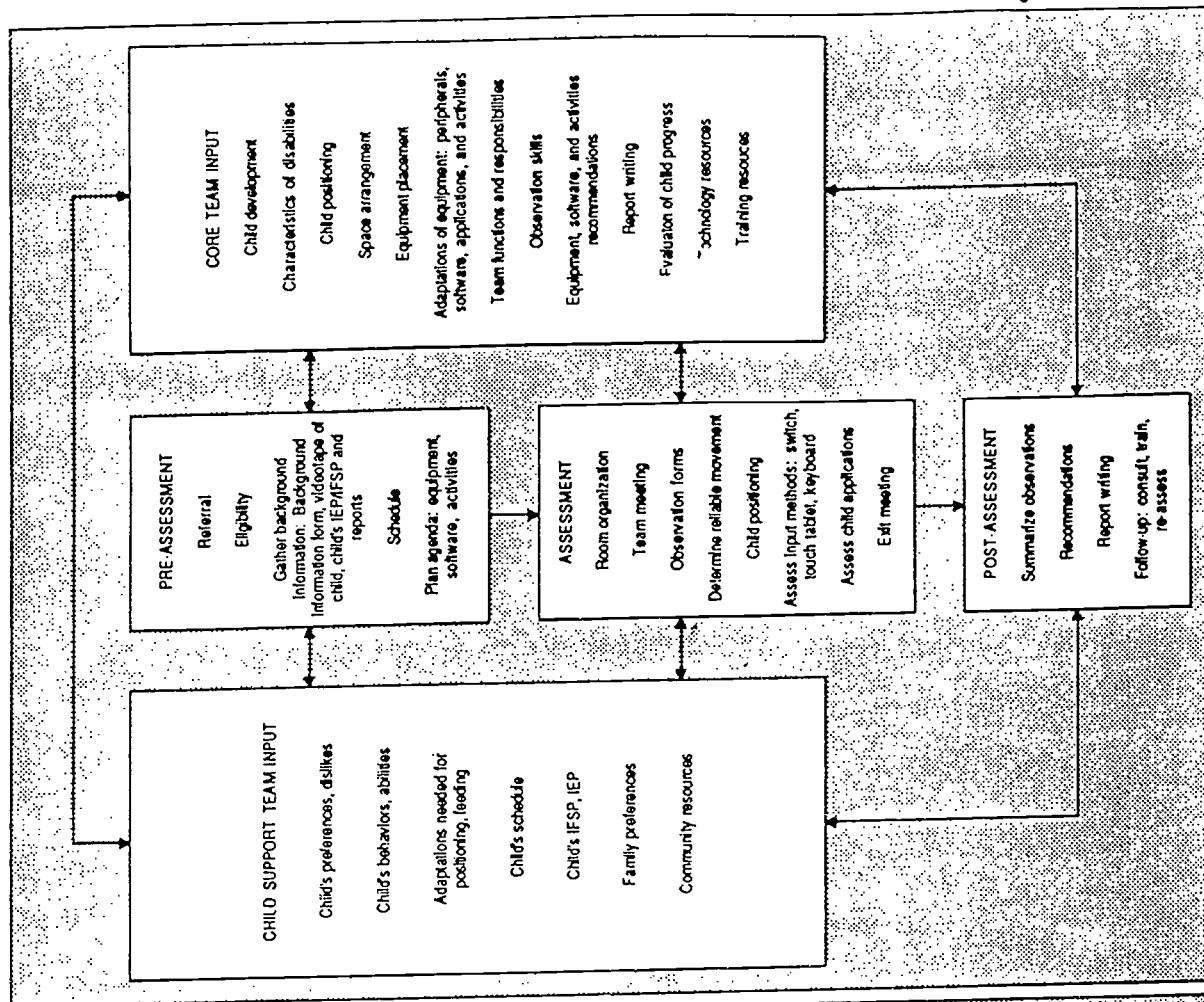 CHILD SUPPORT TEAM INPUT
Child's preferences, dislikes
Child's behaviors, abilities
Adaptations needed for
positioning, feeding
Child's schedule
Child's IFSP, IEP
Family preferences
Community resources
PRE-ASSESSMENT
Referral
Eligibility
Gather background
Information: Background
Information form, videotape of
child, child's IEP/IFSP and
reports
Schedule
Plan agenda: equipment,
software, activities
ASSESSMENT
Room organization
Team meeting
Observation forms
Determine reliable movement
Child positioning
Assess Input methods: switch,
touch tablet, keyboard
Assess child applications
Exit meeting
POST ASSESSMENT
Summarize observations
Recommendations
Report writing
Follow-up: consult, train,
re-assess
CORE TEAM INPUT
Child development
Characteristics of disabilities
Child positioning
Space arrangement
Equipment placement
Adaptations of equipment: peripherals,
software, applications, and activities
Team functions and responsibilities
Observation skills
Equipment, software, and activities
recommendations
Report writing
Evaluaton of child progress
Technology resources
Training resouces